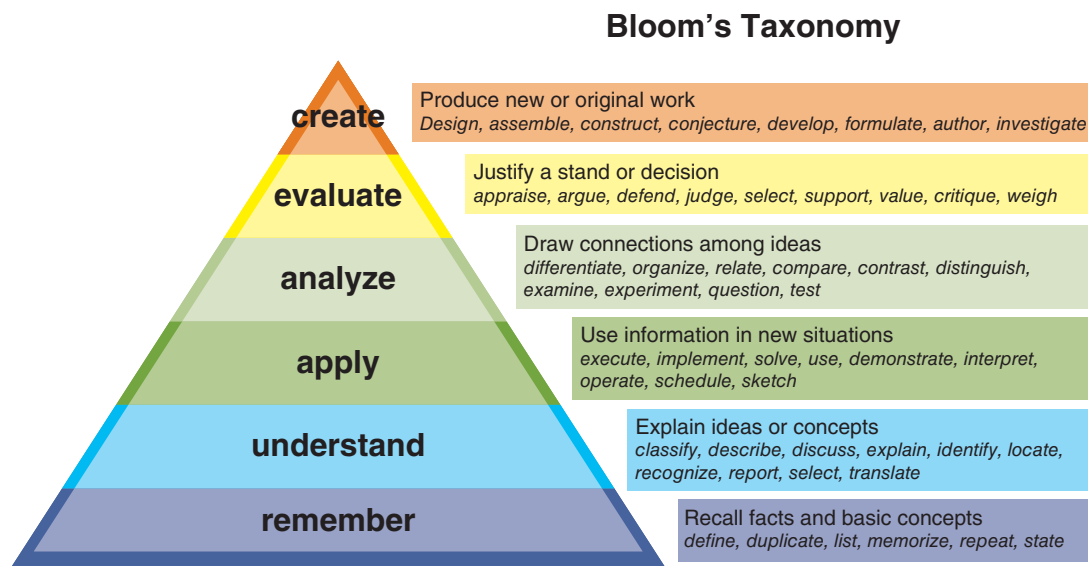 Bloom's Taxonomy
create
Produce new or original work
Design, assemble, construct, conjecture, develop, formulate, author, investigate
evaluate
Justify a stand or decision
appraise, argue, defend, judge, select, support, value, critique, weigh
analyze
Draw connections among ideas
differentiate, organize, relate, compare, contrast, distinguish,
examine, experiment, question, test
apply
Use information in new situations
execute, implement, solve, use, demonstrate, interpret,
operate, schedule, sketch
understand
Explain ideas or concepts
classify, describe, discuss, explain, identify, locate,
recognize, report, select, translate
remember
Recall facts and basic concepts
define, duplicate, list, memorize, repeat, state